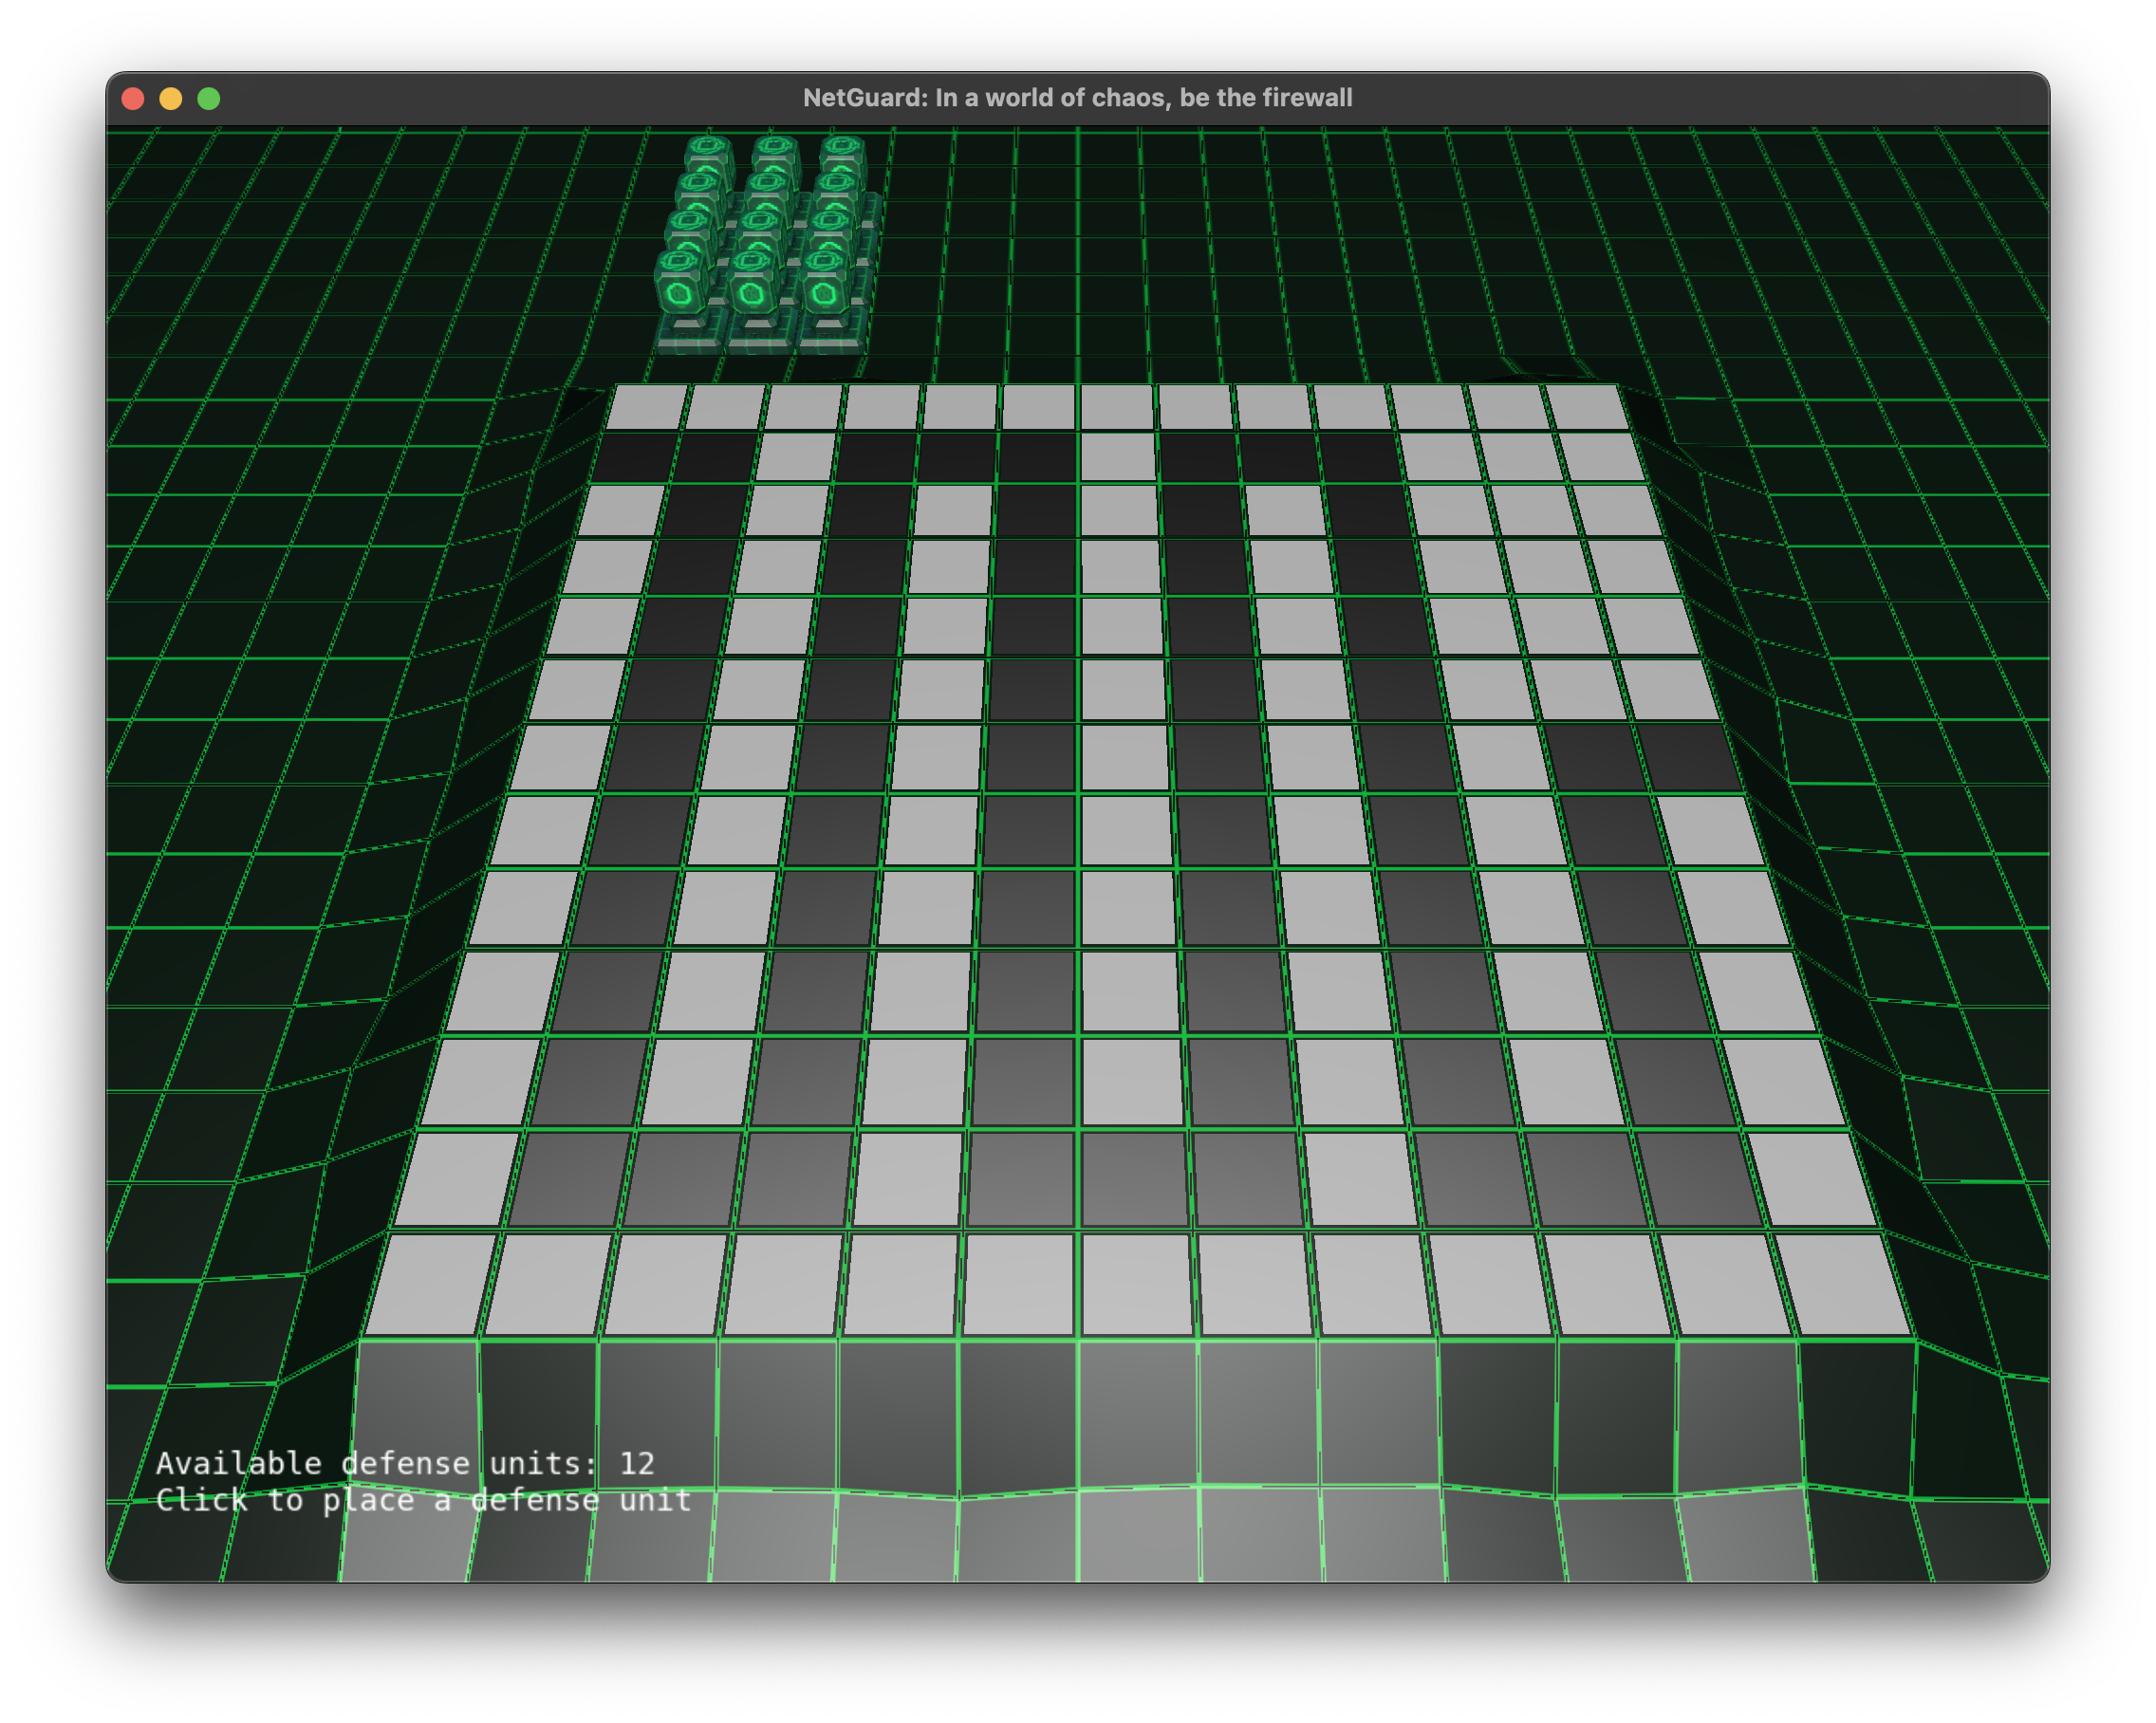 NetGuard: In a world of chaos, be the firewall
Available defense units: 12
Click to place a defense unit